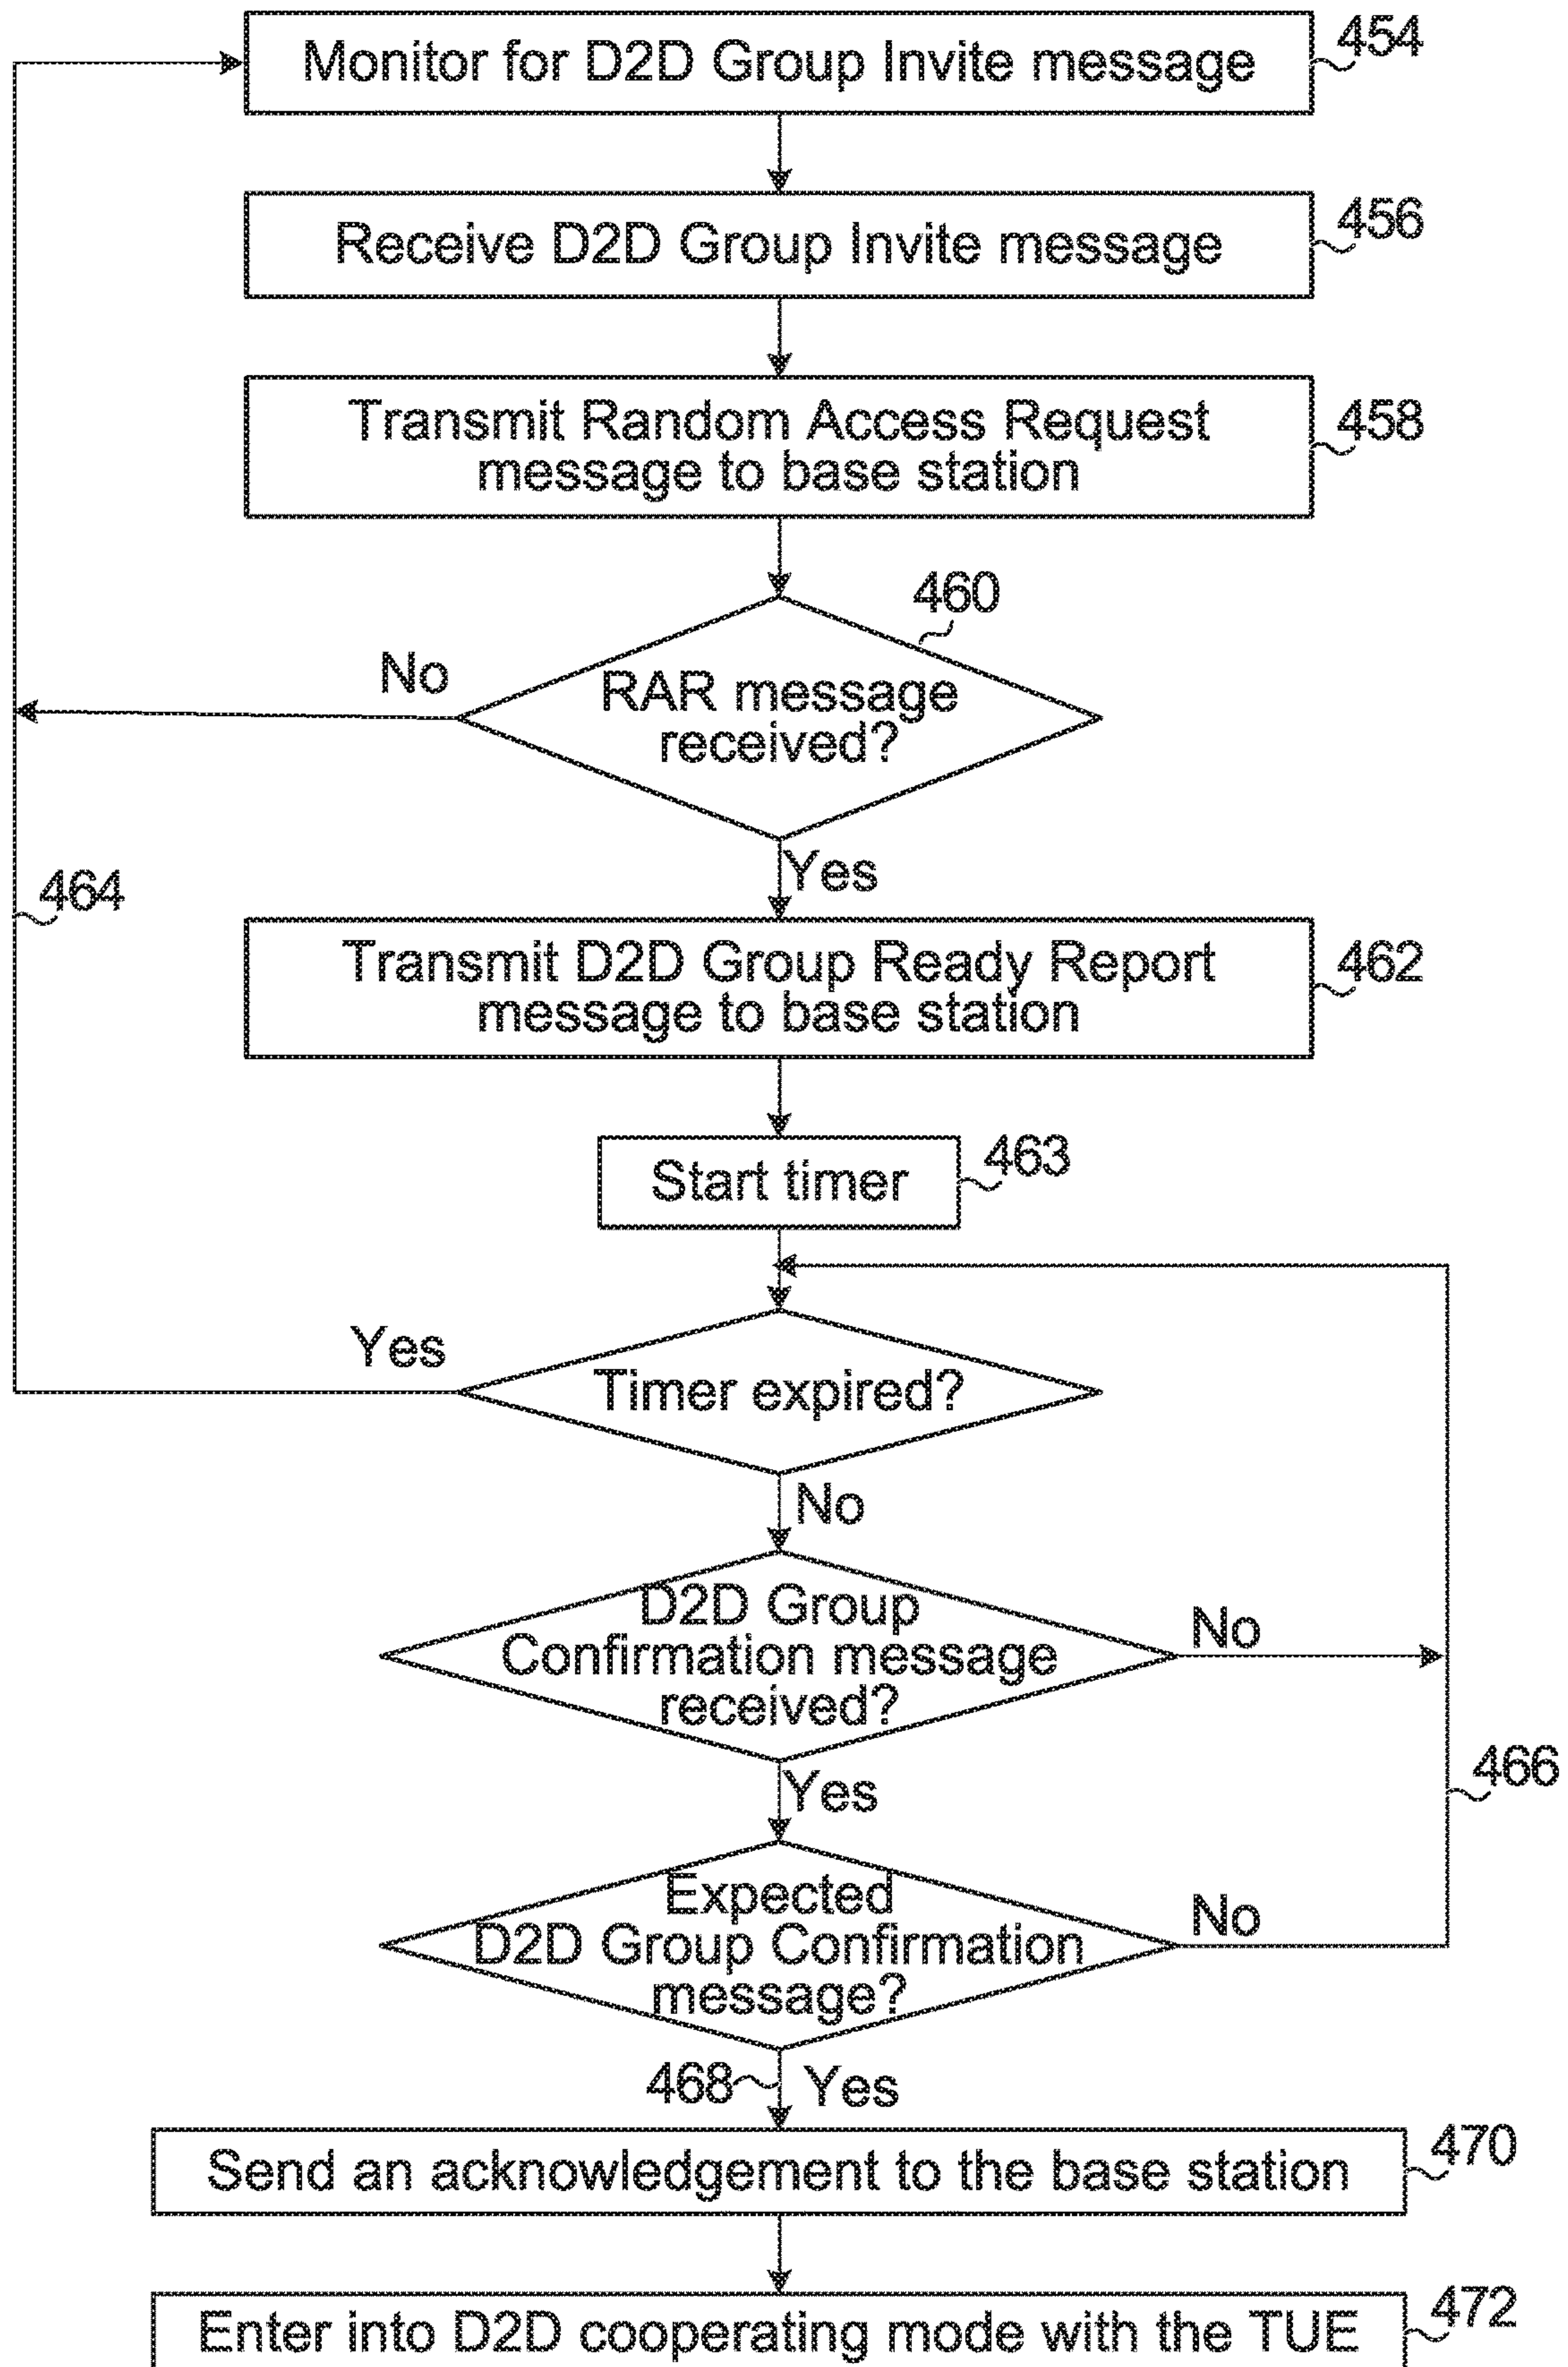 Monitor for D2D Group Invite message
454
Receive D2D Group Invite message
456
Transmit Random Access Request
message to base station
458
460
No
RAR message
received?
Yes
464
Transmit D2D Group Ready Report
message to base station
462
Start timer
463
Yes
Timer expired?
No
D2D Group
Confirmation message
received?
No
Yes
466
Expected
D2D Group Confirmation
message?
No
468
Yes
Send an acknowledgement to the base station
470
Enter into D2D cooperating mode with the TUE
472